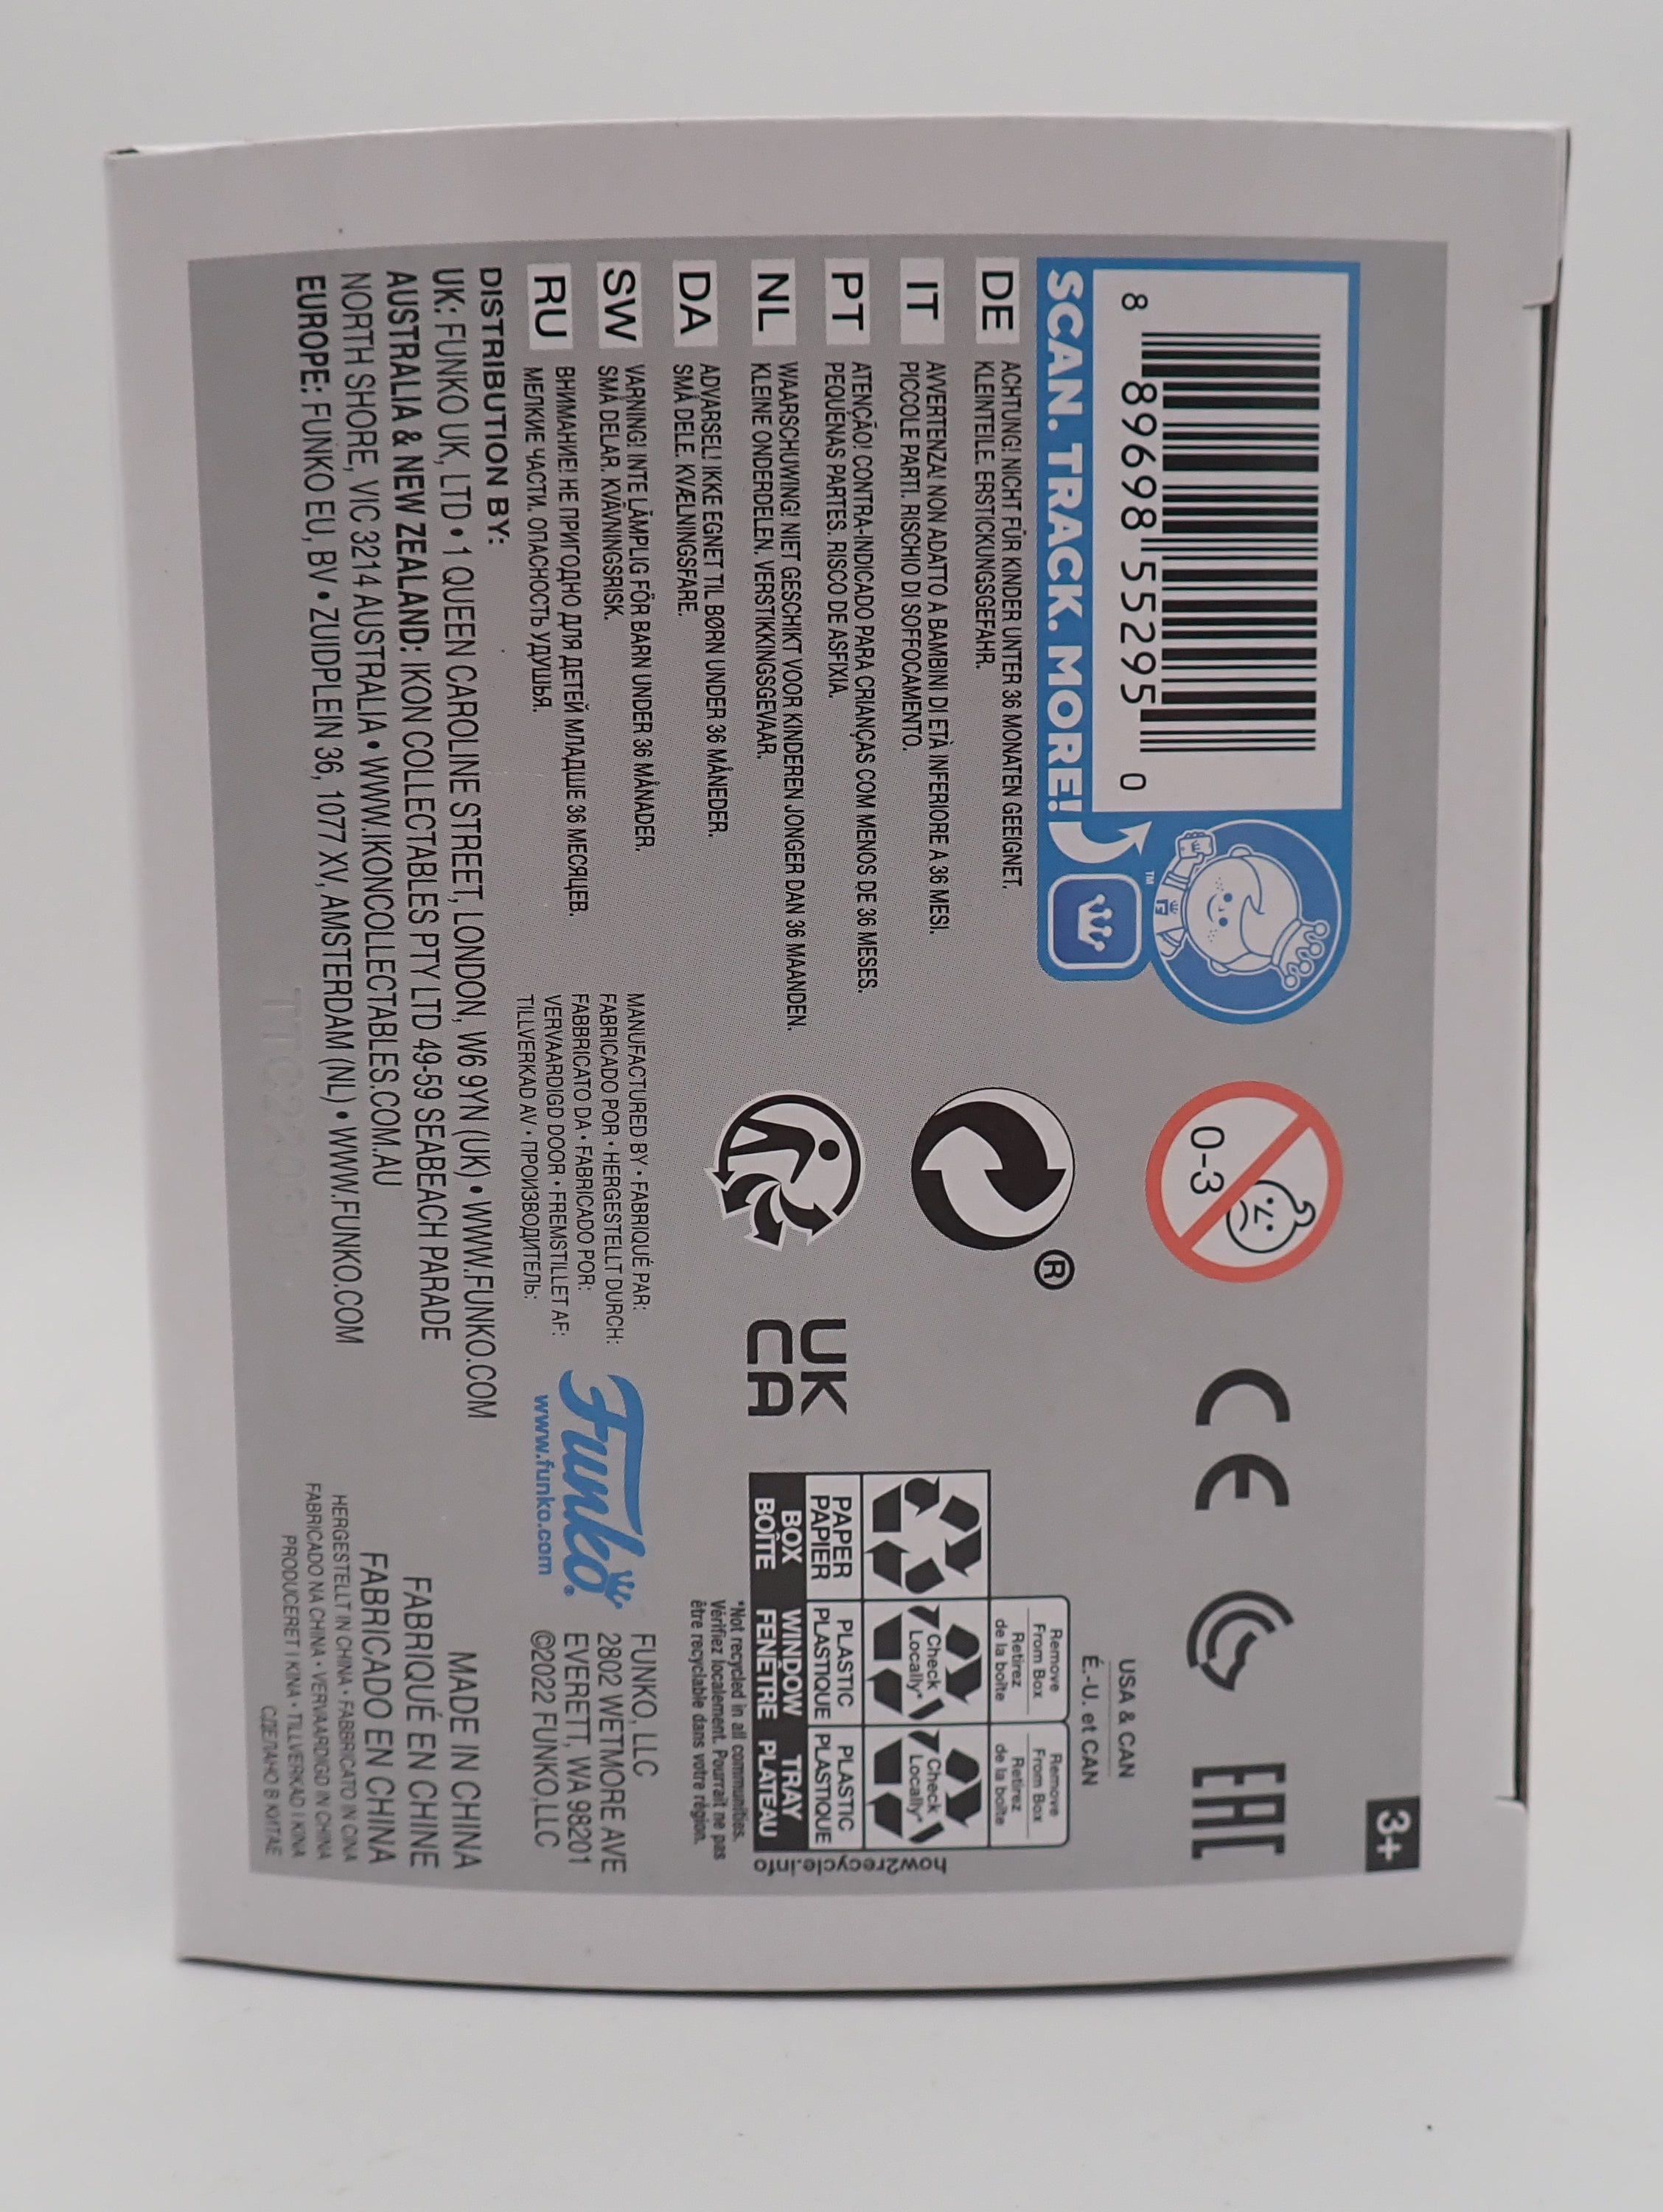 3+
8 89698 55295 0
SCAN. TRACK. MORE!
TM
0-3
DE
ACHTUNG! NICHT FÜR KINDER UNTER 36 MONATEN GEEIGNET.
KLEINTEILE. ERSTICKUNGSGEFAHR.
IT
AVVERTENZA! NON ADATTO A BAMBINI DI ETÀ INFERIORE A 36 MESI.
PICCOLE PARTI. RISCHIO DI SOFFOCAMENTO.
PT
ATENÇÃO! CONTRA-INDICADO PARA CRIANÇAS COM MENOS DE 36 MESES.
PEQUENAS PARTES. RISCO DE ASFIXIA.
NL
WAARSCHUWING! NIET GESCHIKT VOOR KINDEREN JONGER DAN 36 MAANDEN.
KLEINE ONDERDELEN. VERSTIKKINGSGEVAAR.
DA
ADVARSEL! IKKE EGNET TIL BØRN UNDER 36 MÅNEDER.
SMÅ DELE. KVÆLNINGSFARE.
SW
VARNING! INTE LÄMPLIG FÖR BARN UNDER 36 MÅNADER.
SMÅ DELAR. KVÄVNINGSRISK.
RU
ВНИМАНИЕ! НЕ ПРИГОДНО ДЛЯ ДЕТЕЙ МЛАДШЕ 36 МЕСЯЦЕВ.
МЕЛКИЕ ЧАСТИ. ОПАСНОСТЬ УДУШЬЯ.
CE
EAC
®
UK
CA
USA & CAN
É.-U. et CAN
Remove
From Box
Retirez
de la boîte
Remove
From Box
Retirez
de la boîte
Check
Locally*
Check
Locally*
PAPER
PAPIER
PLASTIC
PLASTIQUE
PLASTIC
PLASTIQUE
BOX
BOÎTE
WINDOW
FENÊTRE
TRAY
PLATEAU
how2recycle.info
*Not recycled in all communities.
Vérifiez localement. Pourrait ne pas
être recyclable dans votre région.
MANUFACTURED BY • FABRIQUÉ PAR:
FABRICADO POR • HERGESTELLT DURCH:
FABBRICATO DA • FABRICADO POR:
VERVAARDIGD DOOR • FREMSTILLET AF:
TILLVERKAD AV • ПРОИЗВОДИТЕЛЬ:
Funko®
www.funko.com
FUNKO, LLC
2802 WETMORE AVE
EVERETT, WA 98201
©2022 FUNKO,LLC
DISTRIBUTION BY:
UK: FUNKO UK, LTD • 1 QUEEN CAROLINE STREET, LONDON, W6 9YN (UK) • WWW.FUNKO.COM
AUSTRALIA & NEW ZEALAND: IKON COLLECTABLES PTY LTD 49-59 SEABEACH PARADE
NORTH SHORE, VIC 3214 AUSTRALIA • WWW.IKONCOLLECTABLES.COM.AU
EUROPE: FUNKO EU, BV • ZUIDPLEIN 36, 1077 XV, AMSTERDAM (NL) • WWW.FUNKO.COM
MADE IN CHINA
FABRIQUÉ EN CHINE
FABRICADO EN CHINA
HERGESTELLT IN CHINA • FABBRICATO IN CINA
FABRICADO NA CHINA • VERVAARDIGD IN CHINA
PRODUCERET I KINA • TILLVERKAD I KINA
СДЕЛАНО В КИТАЕ